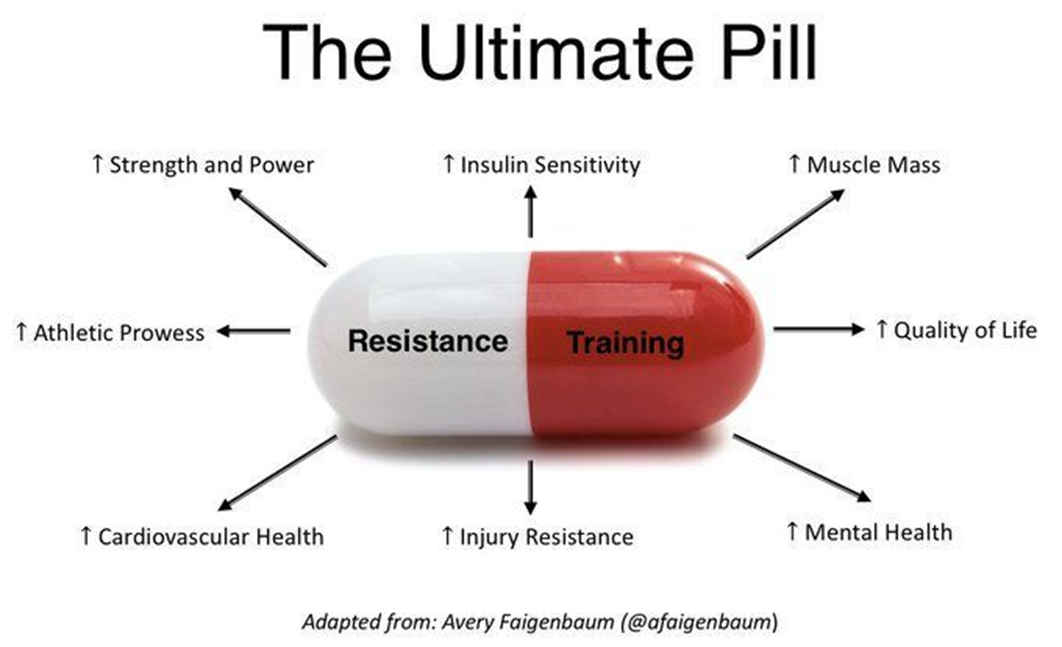 The Ultimate Pill
↑ Strength and Power
↑ Insulin Sensitivity
↑ Muscle Mass
↑ Athletic Prowess
Resistance Training
↑ Quality of Life
↑ Cardiovascular Health
↑ Injury Resistance
↑ Mental Health
Adapted from: Avery Faigenbaum (@afaigenbaum)